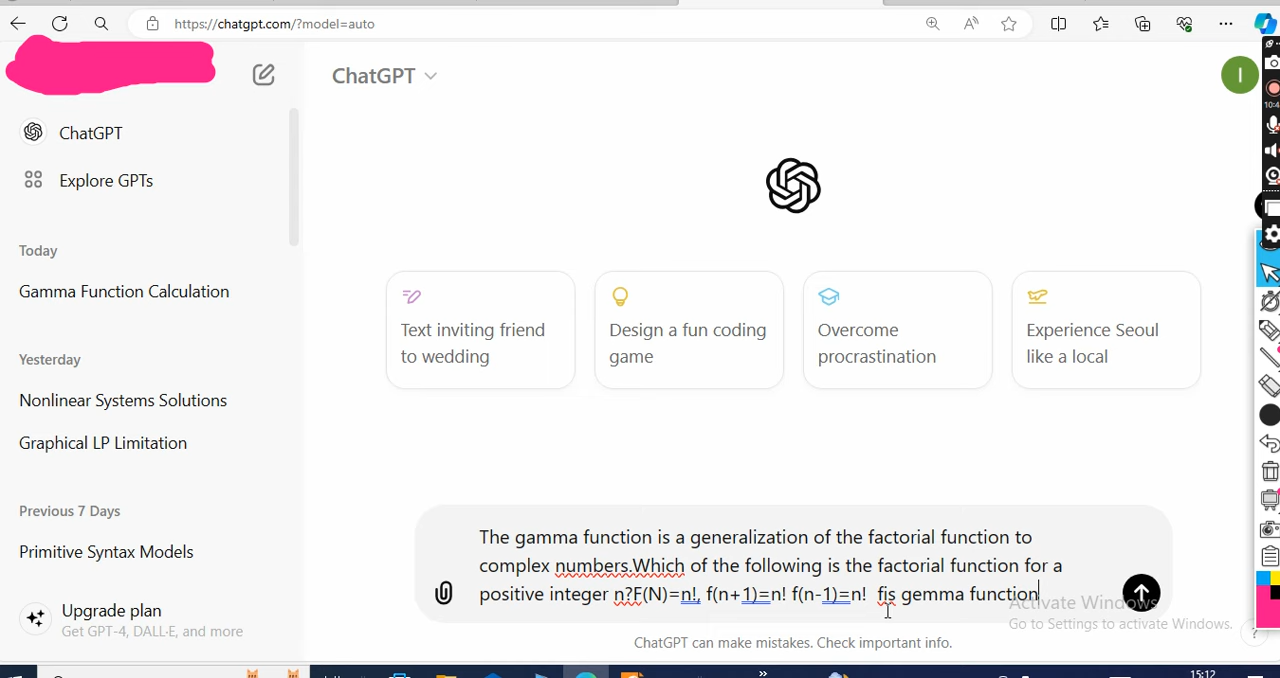 https://chatgpt.com/?model=auto
ChatGPT
I
10:4
ChatGPT
Explore GPTs
Today
Gamma Function Calculation
Text inviting friend
to wedding
Design a fun coding
game
Overcome
procrastination
Experience Seoul
like a local
Yesterday
Nonlinear Systems Solutions
Graphical LP Limitation
Previous 7 Days
Primitive Syntax Models
The gamma function is a generalization of the factorial function to
complex numbers.Which of the following is the factorial function for a
positive integer n?F(N)=n!, f(n+1)=n! f(n-1)=n!  fis gemma function
Activate Windows
Go to Settings to activate Windows.
Upgrade plan
Get GPT-4, DALL·E, and more
ChatGPT can make mistakes. Check important info.
?
15:12